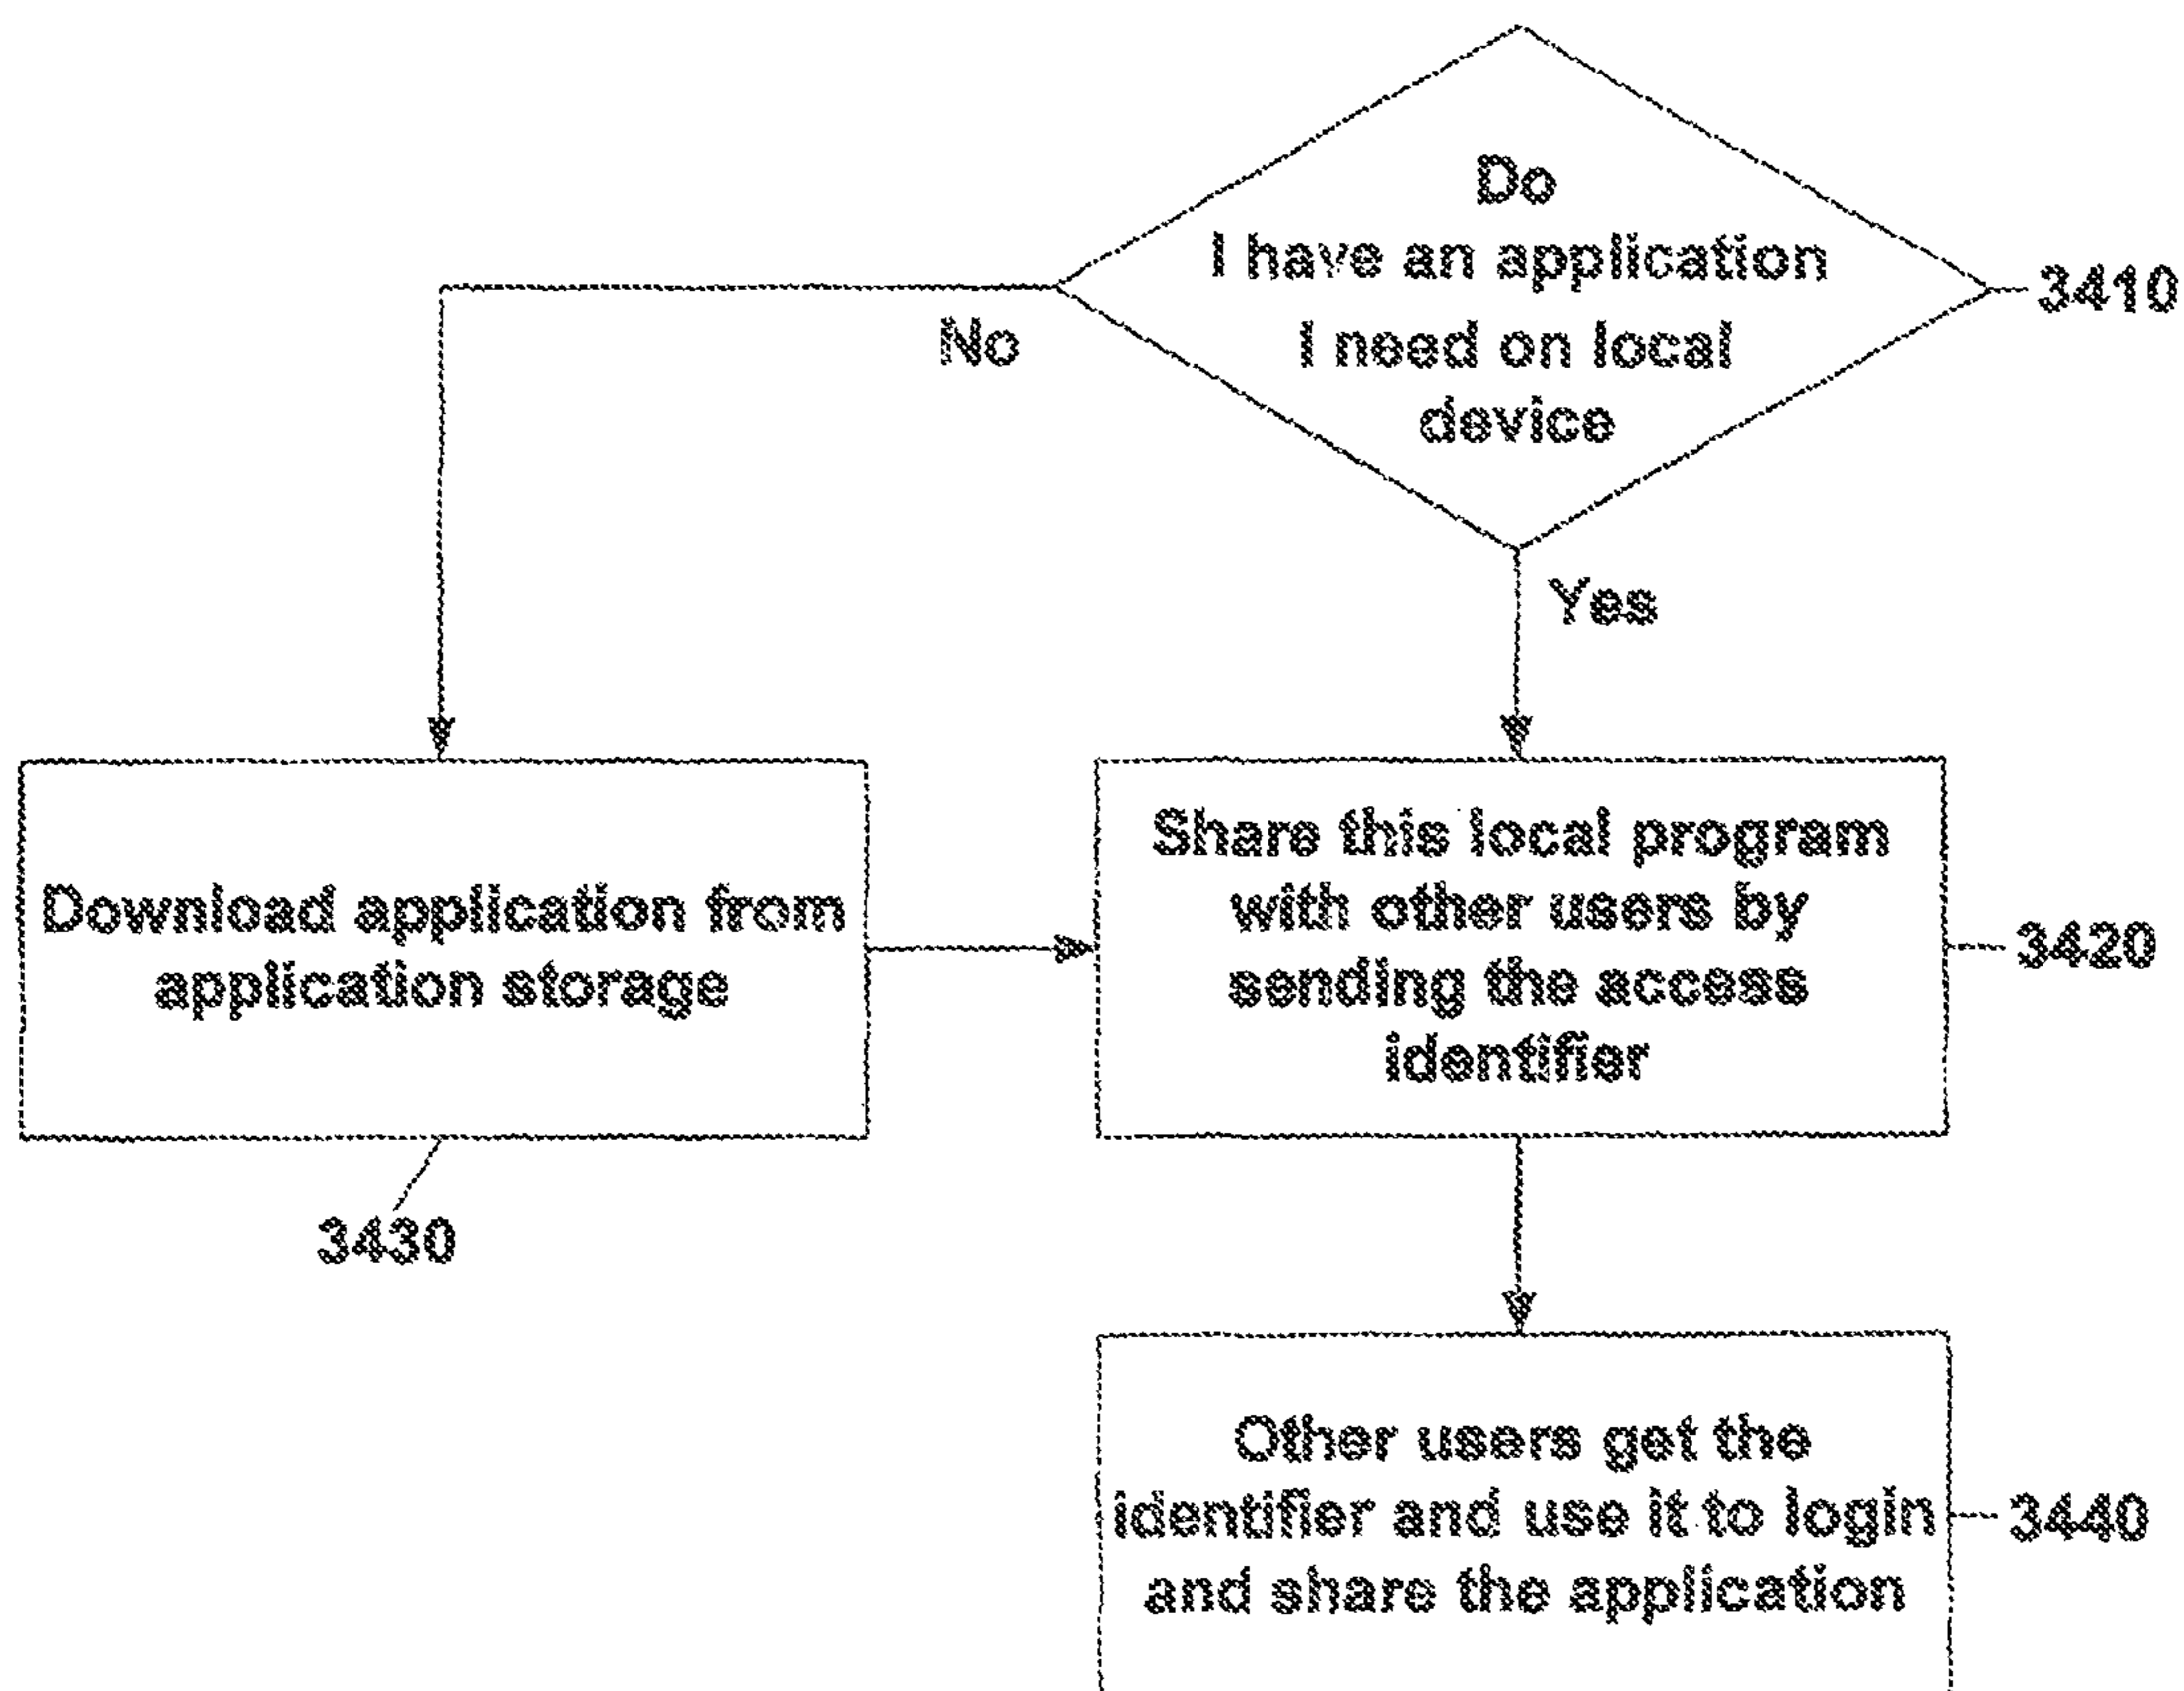 Do
I have an application
I need on local
device
3410
No
Yes
Download application from
application storage
3430
Share this local program
with other users by
sending the access
identifier
3420
Other users get the
identifier and use it to login
and share the application
3440